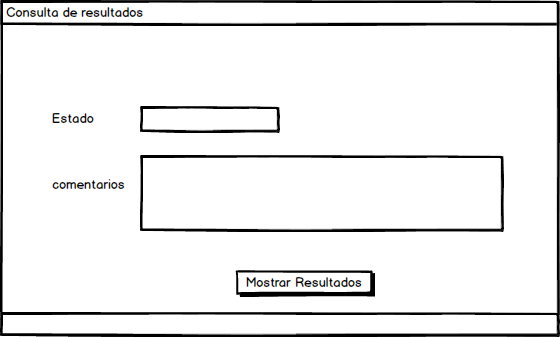 Consulta de resultados
Estado
comentarios
Mostrar Resultados